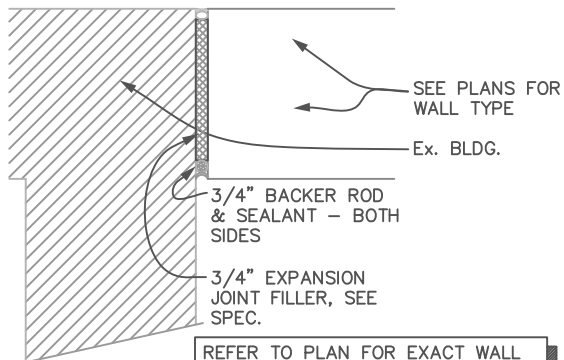 SEE PLANS FOR
WALL TYPE
Ex. BLDG.
3/4" BACKER ROD
& SEALANT – BOTH
SIDES
3/4" EXPANSION
JOINT FILLER, SEE
SPEC.
REFER TO PLAN FOR EXACT WALL